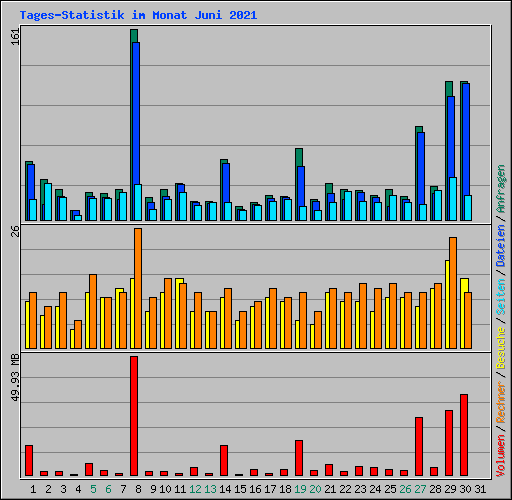 Tages-Statistik im Monat Juni 2021
161
26
49.93 MB
Volumen / Rechner / Besuche / Seiten / Dateien / Anfragen
1 2 3 4 5 6 7 8 9 10 11 12 13 14 15 16 17 18 19 20 21 22 23 24 25 26 27 28 29 30 31